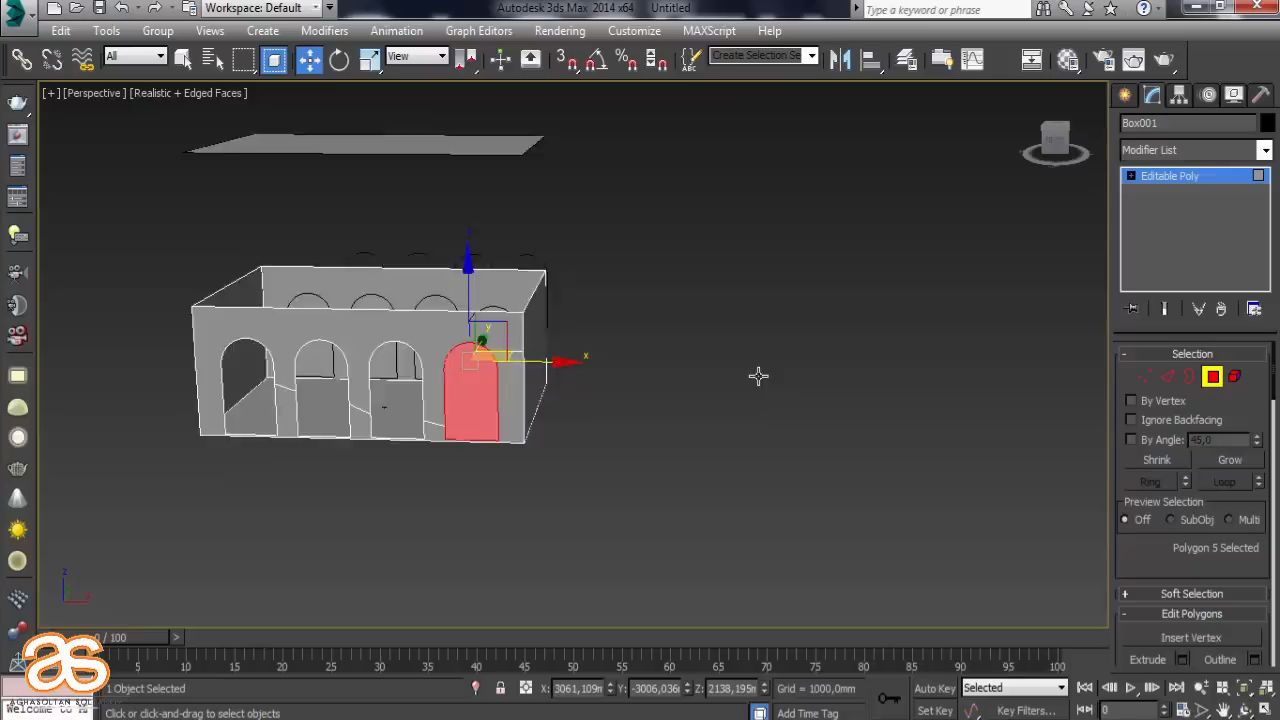 Workspace: Default
Autodesk 3ds Max 2014 x64 Untitled
Type a keyword or phrase
Edit Tools Group Views Create Modifiers Animation Graph Editors Rendering Customize MAXScript Help
All View Create Selection Se
[+] [Perspective ] [Realistic + Edged Faces ]
Box001
Modifier List
Editable Poly
z
y
x
- Selection
By Vertex
Ignore Backfacing
By Angle: 45,0
Shrink Grow
Ring Loop
Preview Selection
Off SubObj Multi
Polygon 5 Selected
+ Soft Selection
- Edit Polygons
Insert Vertex
Extrude Outline
0 / 100 >
5 10 15 20 25 30 35 40 45 50 55 60 65 70 75 80 85 90 95 100
as
AGHASOLTAN SOL
1 Object Selected X: 3061,109m Y: -3006,036 Z: 2138,195m Grid = 1000,0mm Auto Key Selected
Welcome to M Click or click-and-drag to select objects Add Time Tag Set Key Key Filters... 0